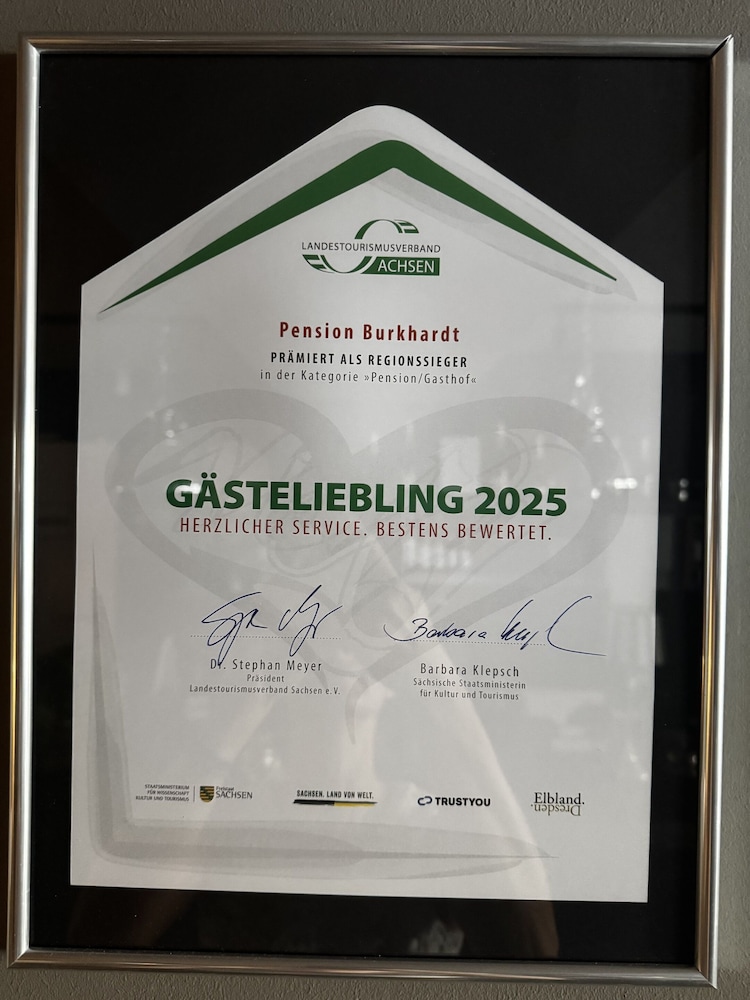 LANDESTOURISMUSVERBAND
SACHSEN
Pension Burkhardt
PRÄMIERT ALS REGIONSSIEGER
in der Kategorie »Pension/Gasthof«
GÄSTELIEBLING 2025
HERZLICHER SERVICE. BESTENS BEWERTET.
Dr. Stephan Meyer
Präsident
Landestourismusverband Sachsen e.V.
Barbara Klepsch
Sächsische Staatsministerin
für Kultur und Tourismus
STAATSMINISTERIUM
FÜR WISSENSCHAFT
KULTUR UND TOURISMUS
Freistaat
SACHSEN
SACHSEN. LAND VON WELT.
TRUSTYOU
Elbland.
Dresden.